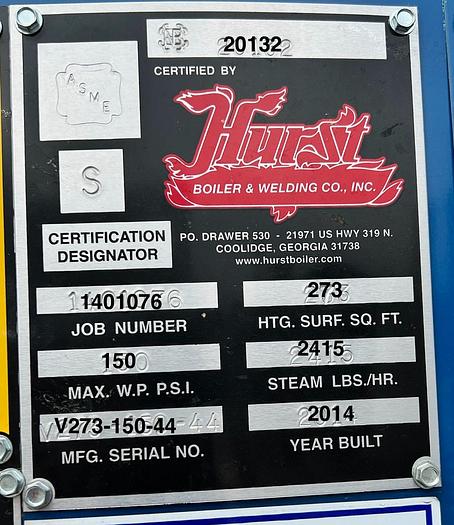 NB 20132
ASME
CERTIFIED BY
Hurst
BOILER & WELDING CO., INC.
S
CERTIFICATION
DESIGNATOR
PO. DRAWER 530 - 21971 US HWY 319 N.
COOLIDGE, GEORGIA 31738
www.hurstboiler.com
1401076
JOB NUMBER
273
HTG. SURF. SQ. FT.
150
MAX. W.P. P.S.I.
2415
STEAM LBS./HR.
V273-150-44
MFG. SERIAL NO.
2014
YEAR BUILT